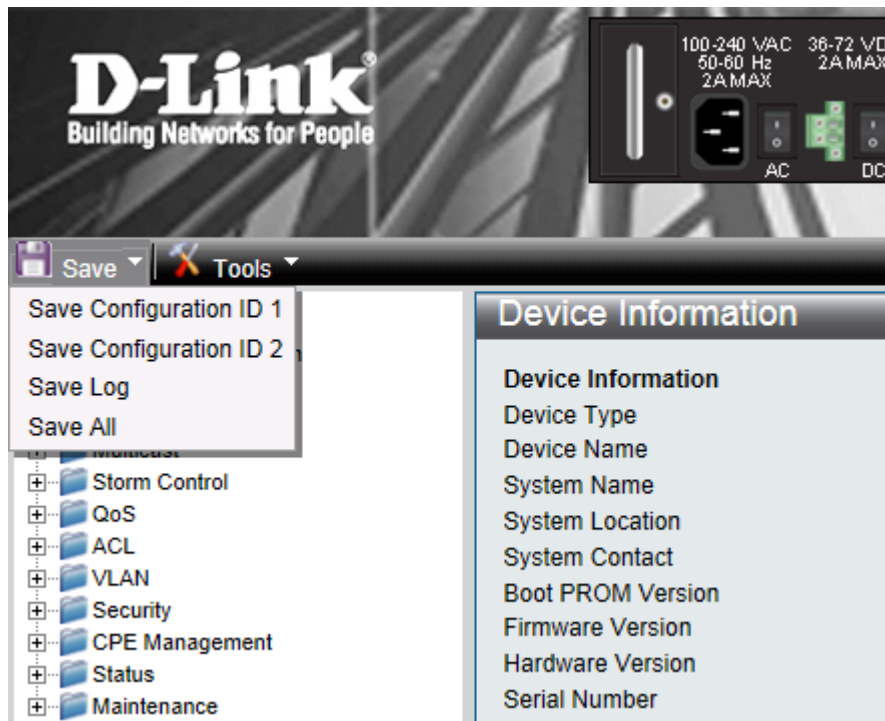 D-Link®
Building Networks for People
100-240 VAC
50-60 Hz
2A MAX
36-72 VD
2A MAX
AC
DC
Save
Tools
Save Configuration ID 1
Save Configuration ID 2
Save Log
Save All
Multicast
Storm Control
QoS
ACL
VLAN
Security
CPE Management
Status
Maintenance
Device Information
Device Information
Device Type
Device Name
System Name
System Location
System Contact
Boot PROM Version
Firmware Version
Hardware Version
Serial Number